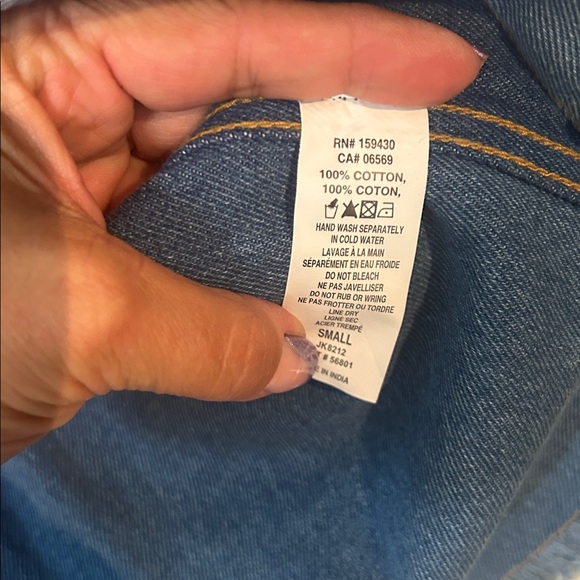 RN# 159430
CA# 06569
100% COTTON,
100% COTON,
HAND WASH SEPARATELY
IN COLD WATER
LAVAGE À LA MAIN
SÉPARÉMENT EN EAU FROIDE
DO NOT BLEACH
NE PAS JAVELLISER
DO NOT RUB OR WRING
NE PAS FROTTER OU TORDRE
LINE DRY
LIGNE SEC
ACIER TREMPÉ
SMALL
JK8212
# 56801
IN INDIA